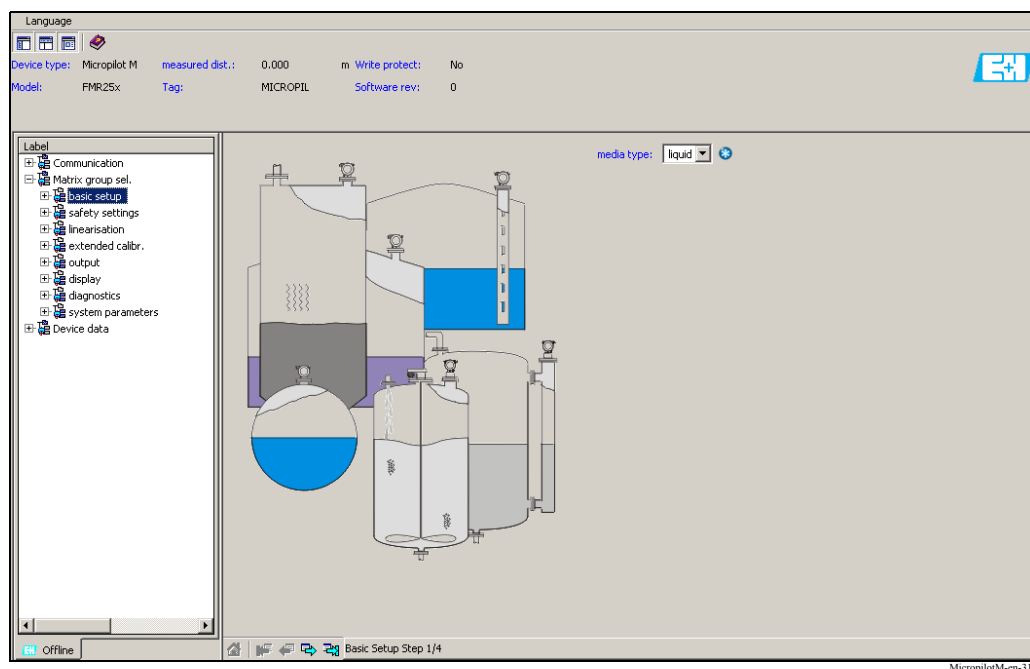 Language
Device type: Micropilot M measured dist.: 0.000 m Write protect: No
Model: FMR25x Tag: MICROPIL Software rev: 0
E+H
Label
Communication
Matrix group sel.
basic setup
safety settings
linearisation
extended calibr.
output
display
diagnostics
system parameters
Device data
media type: liquid
Offline
Basic Setup Step 1/4